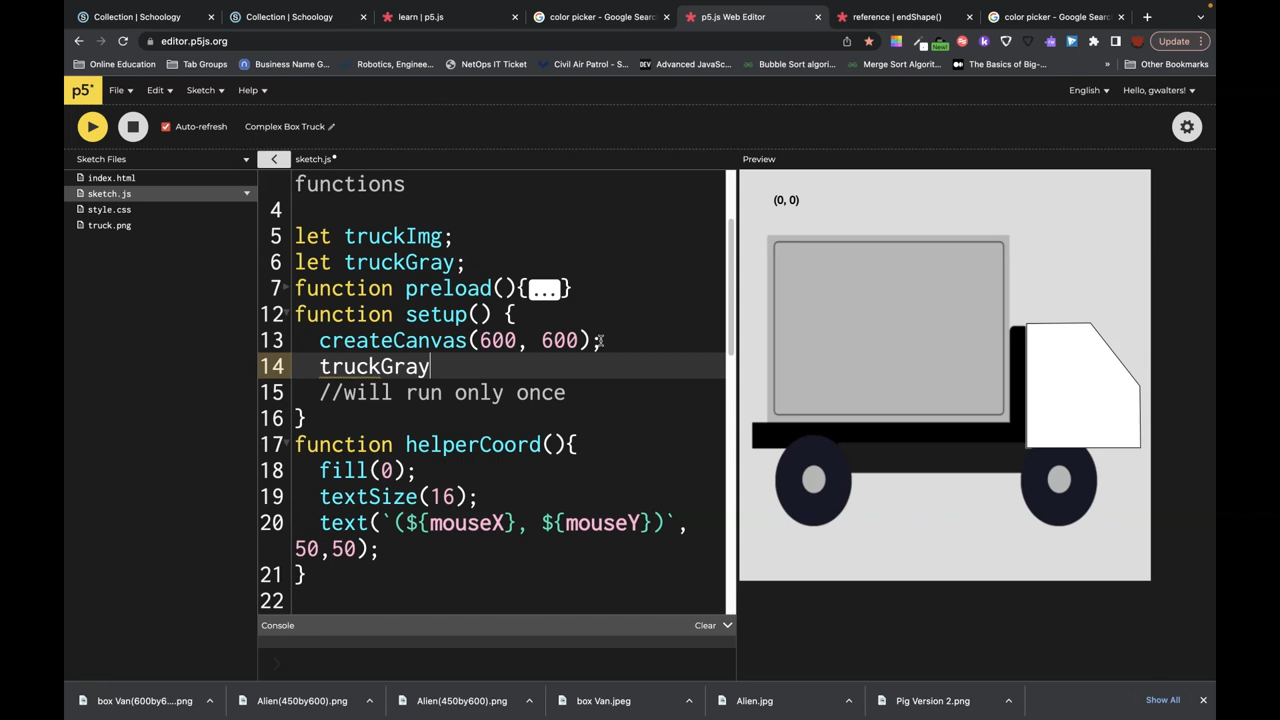 Collection | Schoology
Collection | Schoology
learn | p5.js
color picker - Google Search
p5.js Web Editor
reference | endShape()
color picker - Google Searc
editor.p5js.org
New
Update
Online Education
Tab Groups
Business Name G...
Robotics, Engine...
NetOps IT Ticket
Civil Air Patrol - S...
DEV Advanced JavaSc...
Bubble Sort algori...
Merge Sort Algorit...
The Basics of Big-...
»
Other Bookmarks
p5*
File
Edit
Sketch
Help
English
Hello, gwalters!
Auto-refresh
Complex Box Truck
Sketch Files
sketch.js
Preview
index.html
sketch.js
style.css
truck.png
functions
4
5 let truckImg;
6 let truckGray;
7 function preload(){...}
12 function setup() {
13 createCanvas(600, 600);
14 truckGray
15 //will run only once
16 }
17 function helperCoord(){
18 fill(0);
19 textSize(16);
20 text(`(${mouseX}, ${mouseY})`,
50,50);
21 }
22
(0, 0)
Console
Clear
>
box Van(600by6....png
Alien(450by600).png
Alien(450by600).png
box Van.jpeg
Alien.jpg
Pig Version 2.png
Show All